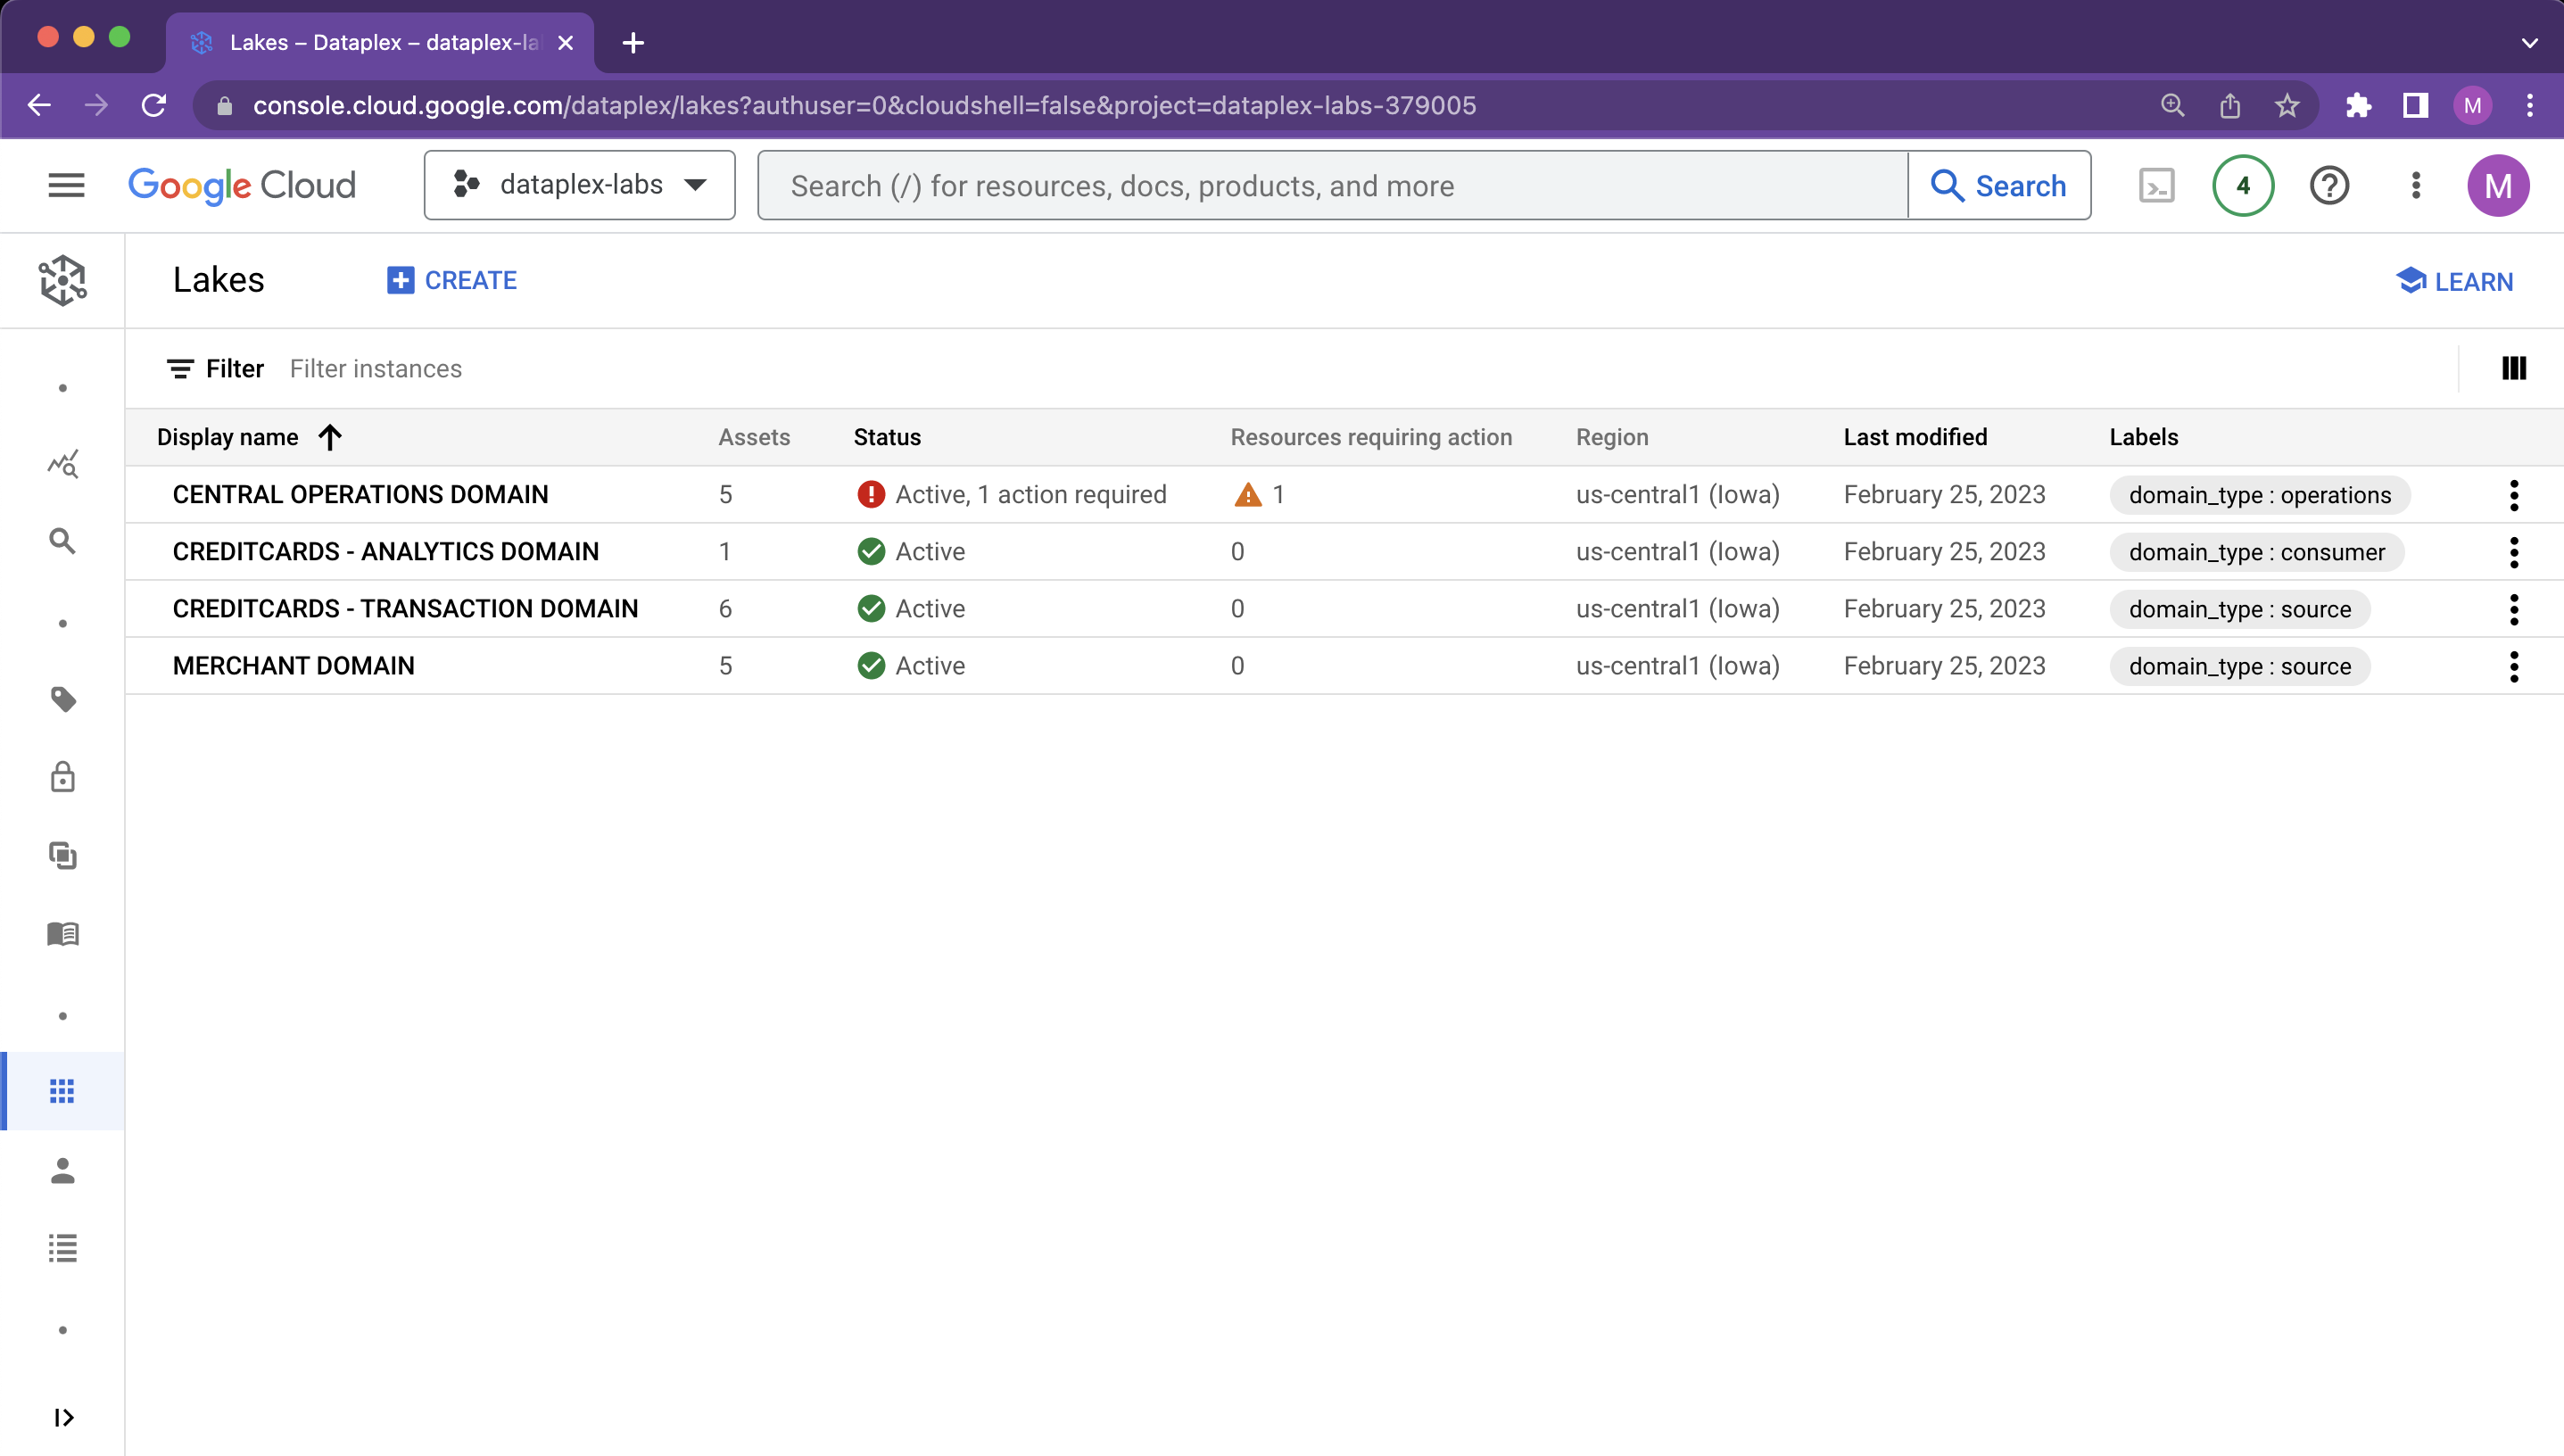 Lakes – Dataplex – dataplex-la
console.cloud.google.com/dataplex/lakes?authuser=0&cloudshell=false&project=dataplex-labs-379005
M
Google Cloud
dataplex-labs
Search (/) for resources, docs, products, and more
Search
4
M
Lakes
CREATE
LEARN
Filter Filter instances
Display name Assets Status Resources requiring action Region Last modified Labels
CENTRAL OPERATIONS DOMAIN 5 Active, 1 action required 1 us-central1 (Iowa) February 25, 2023 domain_type : operations
CREDITCARDS - ANALYTICS DOMAIN 1 Active 0 us-central1 (Iowa) February 25, 2023 domain_type : consumer
CREDITCARDS - TRANSACTION DOMAIN 6 Active 0 us-central1 (Iowa) February 25, 2023 domain_type : source
MERCHANT DOMAIN 5 Active 0 us-central1 (Iowa) February 25, 2023 domain_type : source